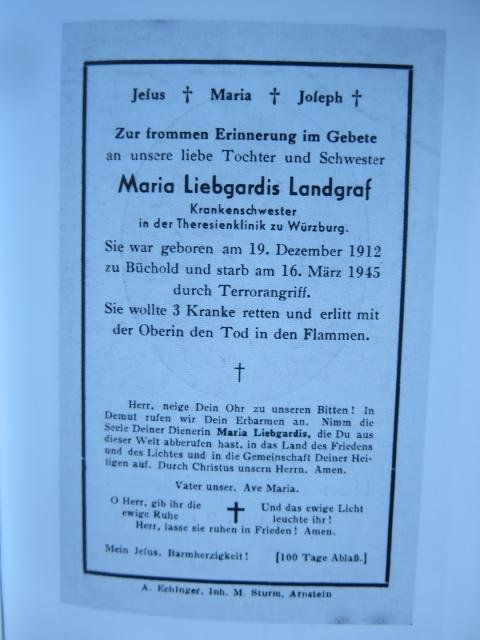 Jesus † Maria † Joseph †
Zur frommen Erinnerung im Gebete
an unsere liebe Tochter und Schwester
Maria Liebgardis Landgraf
Krankenschwester
in der Theresienklinik zu Würzburg.
Sie war geboren am 19. Dezember 1912
zu Büchold und starb am 16. März 1945
durch Terrorangriff.
Sie wollte 3 Kranke retten und erlitt mit
der Oberin den Tod in den Flammen.
†
Herr, neige Dein Ohr zu unseren Bitten! In
Demut rufen wir Dein Erbarmen an. Nimm die
Seele Deiner Dienerin Maria Liebgardis, die Du aus
dieser Welt abberufen hast, in das Land des Friedens
und des Lichtes und in die Gemeinschaft Deiner Hei-
ligen auf. Durch Christus unsern Herrn. Amen.
Vater unser. Ave Maria.
O Herr, gib ihr die
ewige Ruhe
†
Und das ewige Licht
leuchte ihr!
Herr, lasse sie ruhen in Frieden! Amen.
Mein Jesus, Barmherzigkeit! [100 Tage Ablaß.]
A. Echinger, Inh. M. Sturm, Arnstein